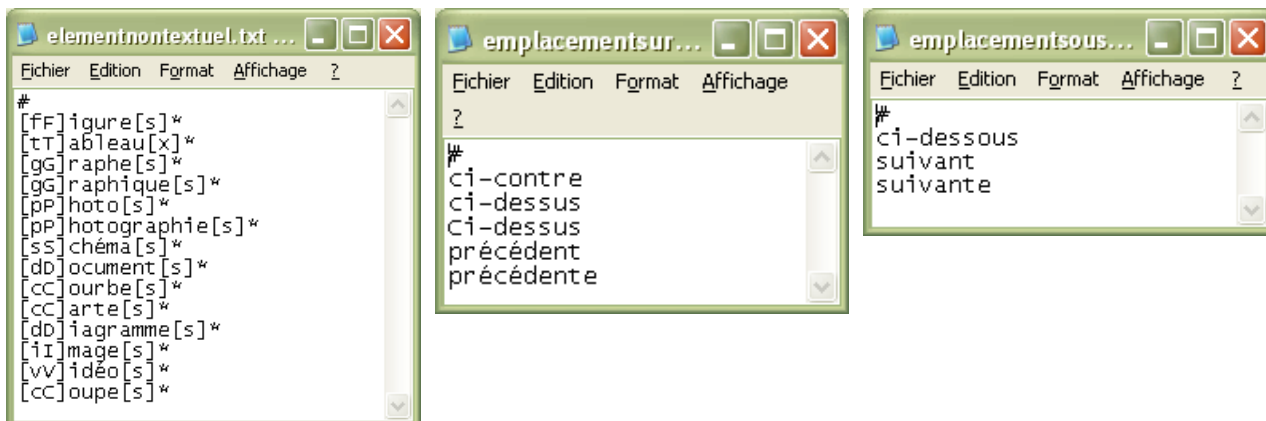 elementnontextuel.txt ...
Fichier Edition Format Affichage ?
#
[fF]igure[s]*
[tT]ableau[x]*
[gG]raphe[s]*
[gG]raphique[s]*
[pP]hoto[s]*
[pP]hotographie[s]*
[sS]chéma[s]*
[dD]ocument[s]*
[cC]ourbe[s]*
[cC]arte[s]*
[dD]iagramme[s]*
[iI]mage[s]*
[vV]idéo[s]*
[cC]oupe[s]*
emplacementsur...
Fichier Edition Format Affichage
?
#
ci-contre
ci-dessus
Ci-dessus
précédent
précédente
emplacementsous...
Fichier Edition Format Affichage ?
#
ci-dessous
suivant
suivante